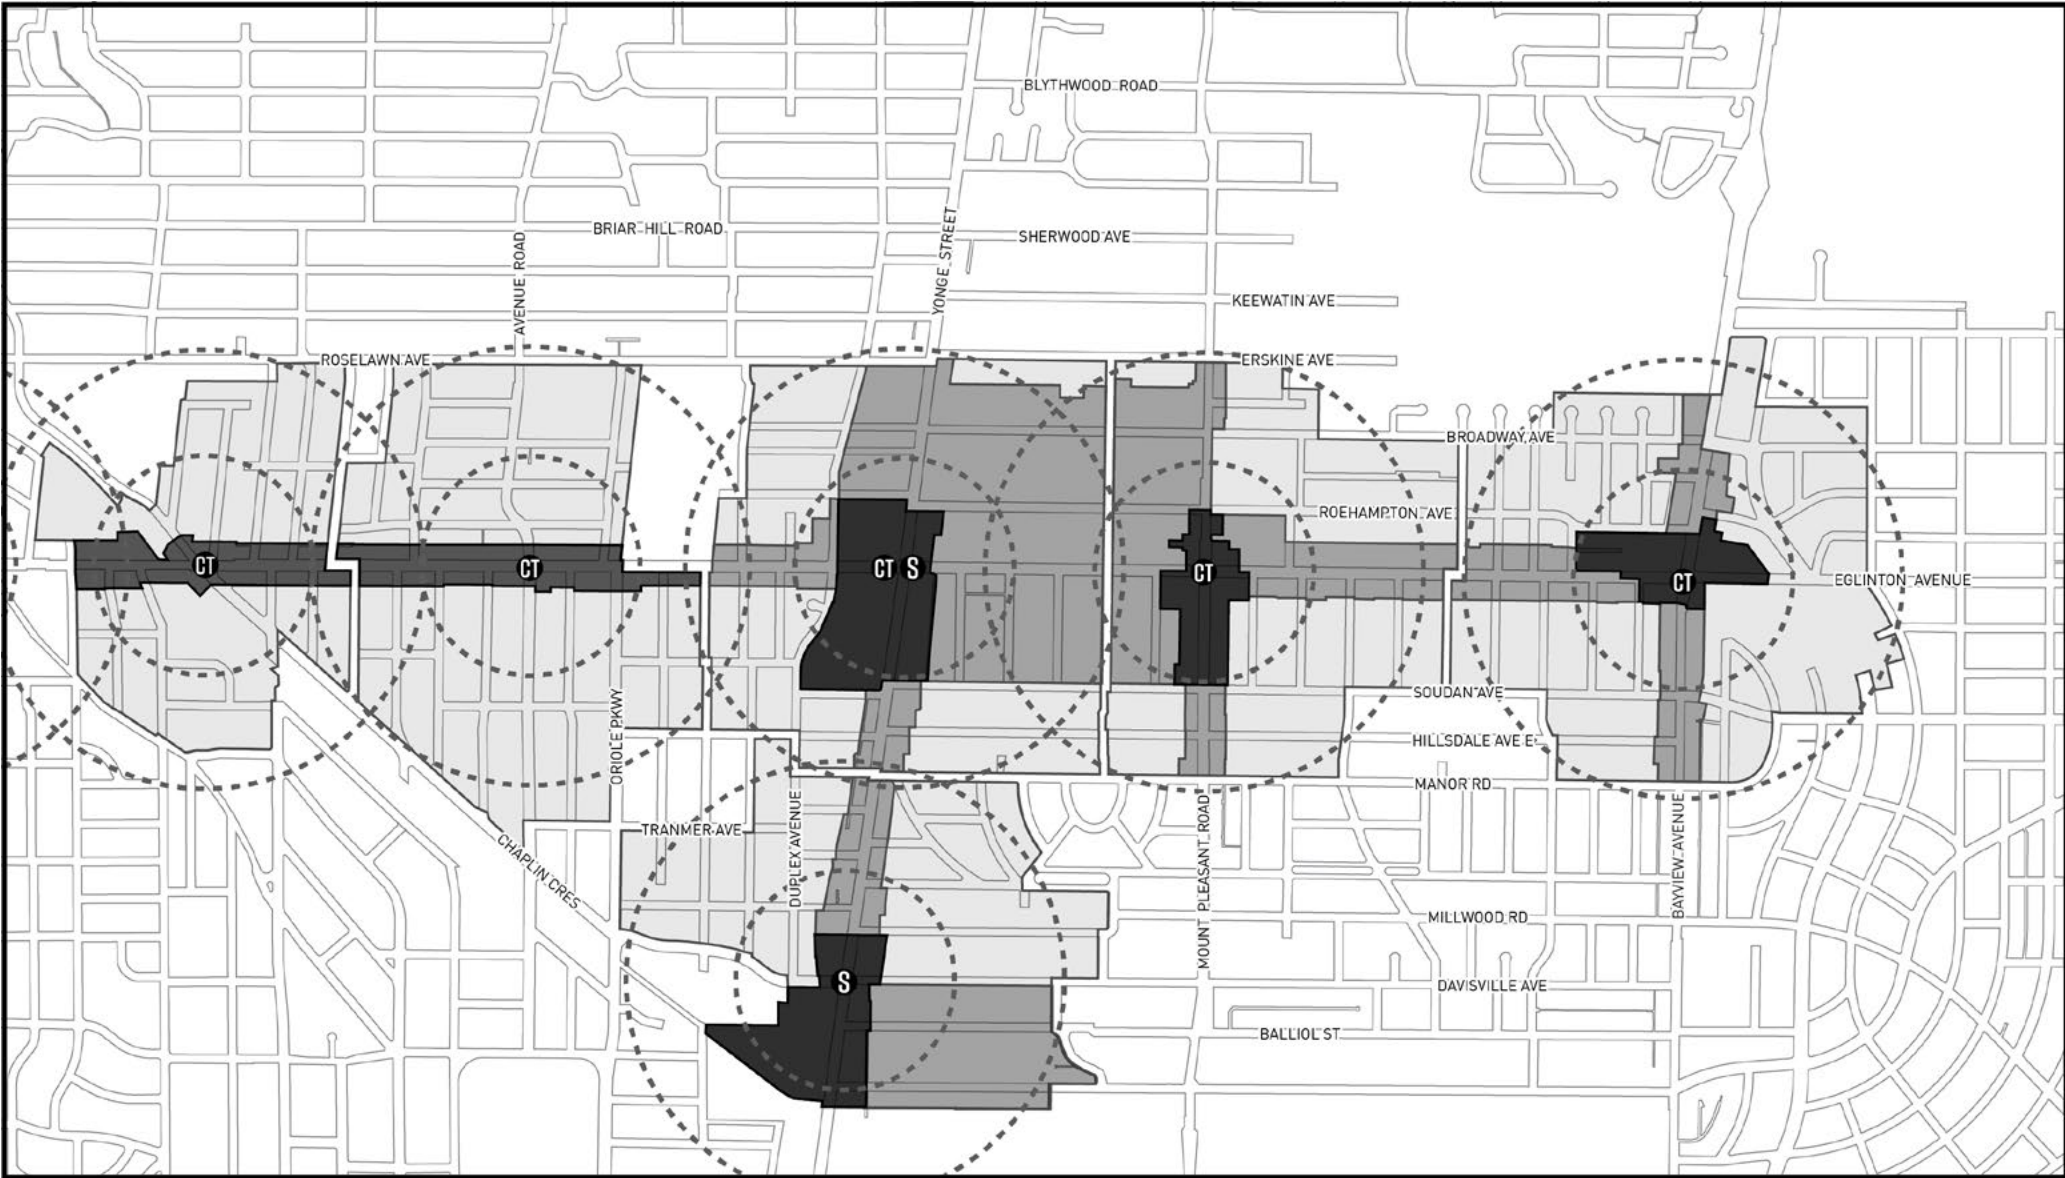 BLYTHWOOD ROAD
BRIAR HILL ROAD
YONGE STREET
SHERWOOD AVE
AVENUE ROAD
KEEWATIN AVE
ROSELAWN AVE
ERSKINE AVE
BROADWAY AVE
ROEHAMPTON AVE
CT
CT
CT S
CT
CT
EGLINTON AVENUE
SOUDAN AVE
ORIOLE PKWY
HILLSDALE AVE E
MANOR RD
TRANMER AVE
DUPLEX AVENUE
CHAPLIN CRES
MOUNT PLEASANT ROAD
BAYVIEW AVENUE
MILLWOOD RD
S
DAVISVILLE AVE
BALLIOL ST